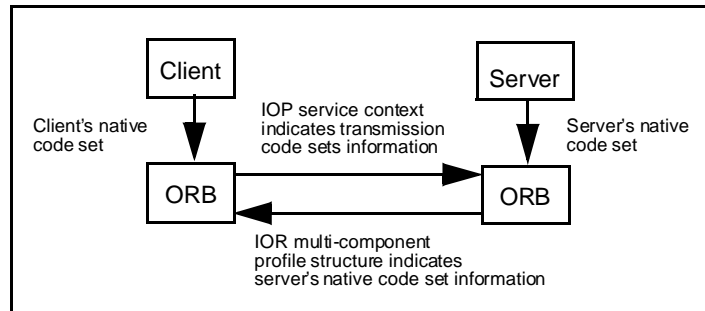 Client
Server
Client's native
code set
IOP service context
indicates transmission
code sets information
Server's native
code set
ORB
ORB
IOR multi-component
profile structure indicates
server's native code set information